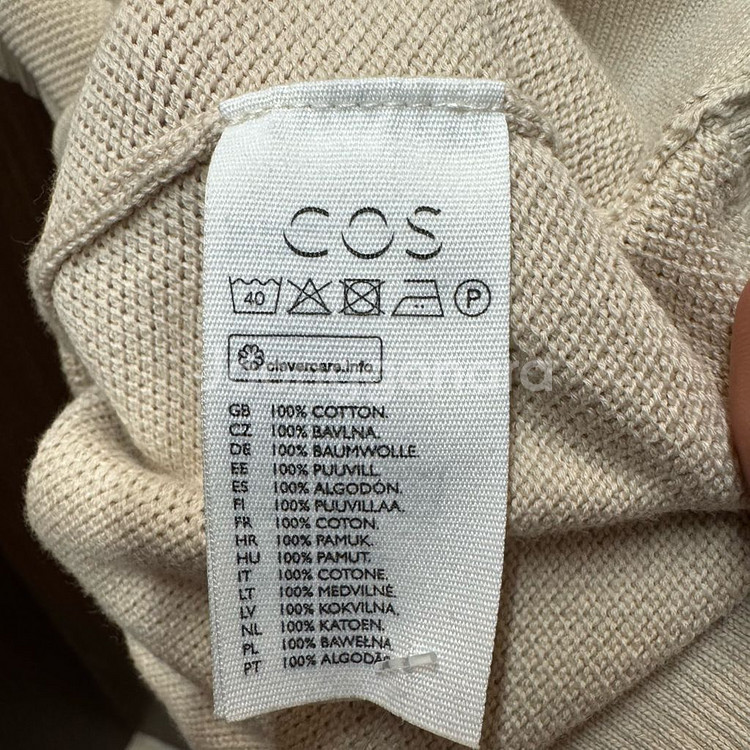 COS
40 P
clevercare.info
GB 100% COTTON.
CZ 100% BAVLNA.
DE 100% BAUMWOLLE.
EE 100% PUUVILL.
ES 100% ALGODÓN.
FI 100% PUUVILLAA.
FR 100% COTON.
HR 100% PAMUK.
HU 100% PAMUT.
IT 100% COTONE.
LT 100% MEDVILNĖ.
LV 100% KOKVILNA.
NL 100% KATOEN.
PL 100% BAWEŁNA.
PT 100%